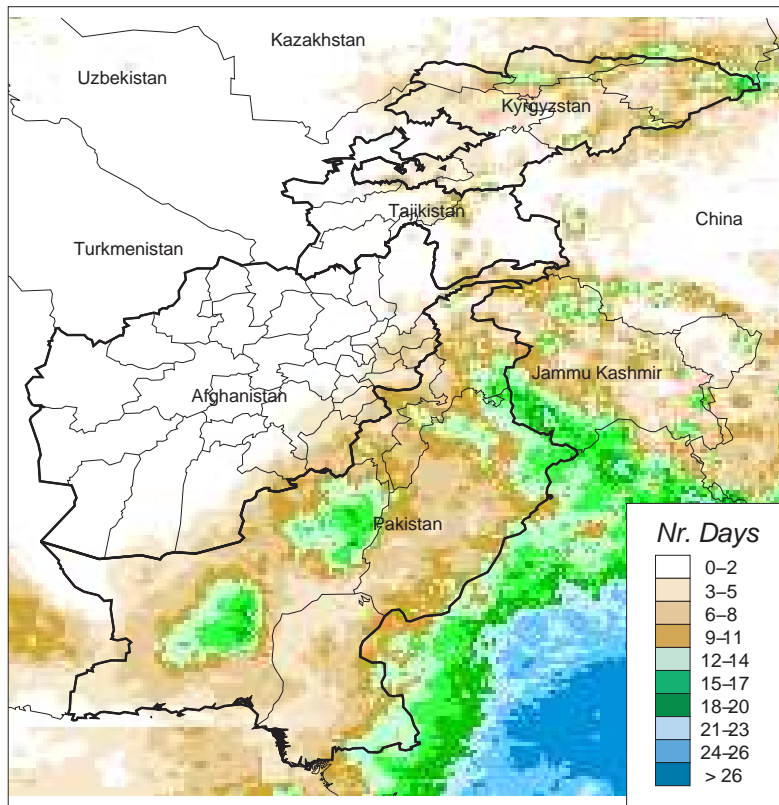 Kazakhstan
Uzbekistan
Kyrgyzstan
Tajikistan
China
Turkmenistan
Jammu Kashmir
Afghanistan
Pakistan
Nr. Days
0–2
3–5
6–8
9–11
12–14
15–17
18–20
21–23
24–26
> 26